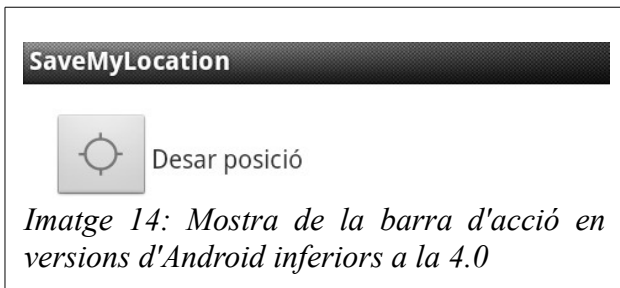 SaveMyLocation
Desar posició
Imatge 14: Mostra de la barra d'acció en
versions d'Android inferiors a la 4.0